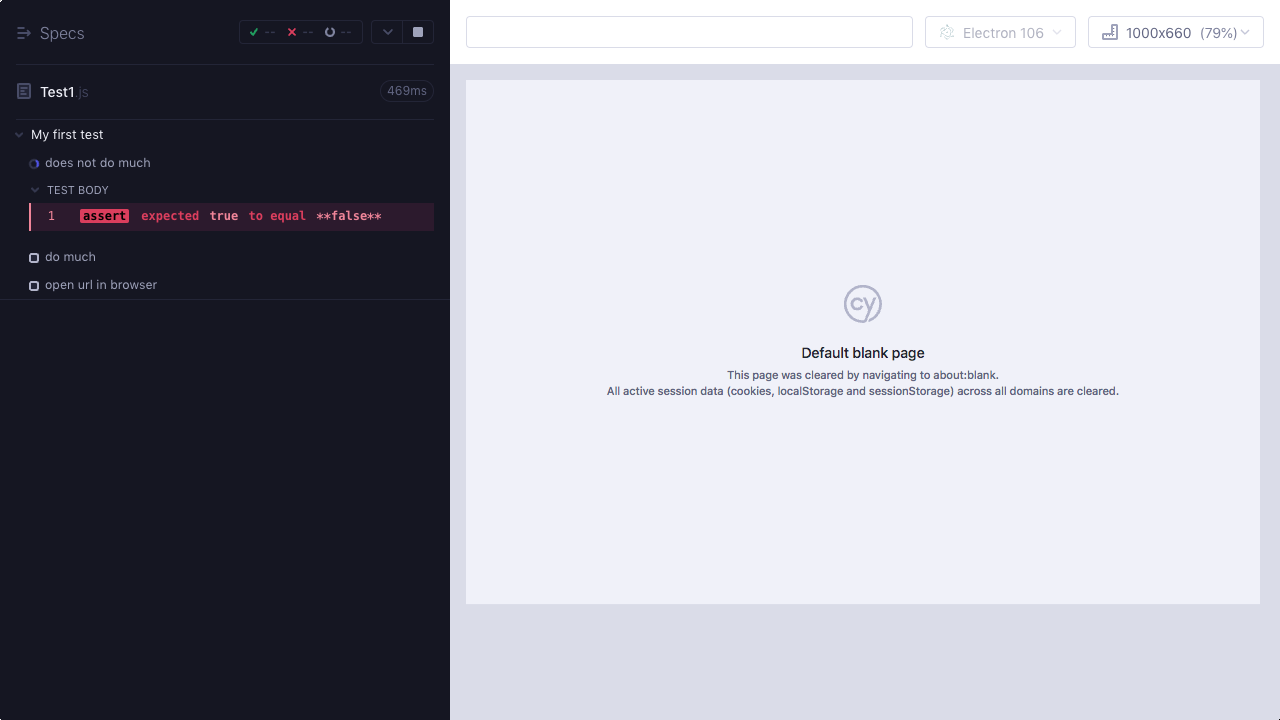 Specs
-- -- --
Test1.js
469ms
My first test
does not do much
TEST BODY
1 assert expected true to equal **false**
do much
open url in browser
Electron 106
1000x660 (79%)
cy
Default blank page
This page was cleared by navigating to about:blank.
All active session data (cookies, localStorage and sessionStorage) across all domains are cleared.